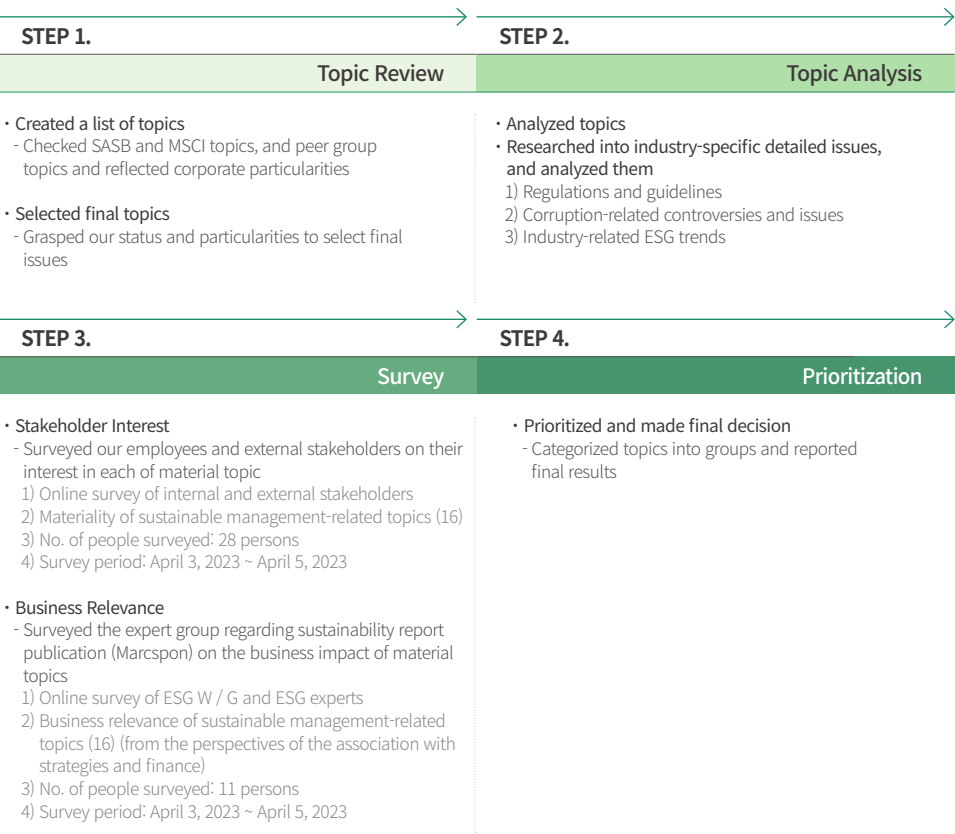 STEP 1.
Topic Review
・Created a list of topics
- Checked SASB and MSCI topics, and peer group
topics and reflected corporate particularities
・Selected final topics
- Grasped our status and particularities to select final
issues
STEP 2.
Topic Analysis
・Analyzed topics
・Researched into industry-specific detailed issues,
and analyzed them
1) Regulations and guidelines
2) Corruption-related controversies and issues
3) Industry-related ESG trends
STEP 3.
Survey
・Stakeholder Interest
- Surveyed our employees and external stakeholders on their
interest in each of material topic
1) Online survey of internal and external stakeholders
2) Materiality of sustainable management-related topics (16)
3) No. of people surveyed: 28 persons
4) Survey period: April 3, 2023 ~ April 5, 2023
・Business Relevance
- Surveyed the expert group regarding sustainability report
publication (Marcspon) on the business impact of material
topics
1) Online survey of ESG W / G and ESG experts
2) Business relevance of sustainable management-related
topics (16) (from the perspectives of the association with
strategies and finance)
3) No. of people surveyed: 11 persons
4) Survey period: April 3, 2023 ~ April 5, 2023
STEP 4.
Prioritization
・Prioritized and made final decision
- Categorized topics into groups and reported
final results